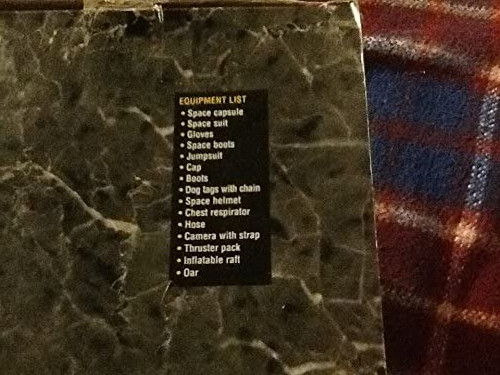 EQUIPMENT LIST
• Space capsule
• Space suit
• Gloves
• Space boots
• Jumpsuit
• Cap
• Boots
• Dog tags with chain
• Space helmet
• Chest respirator
• Hose
• Camera with strap
• Thruster pack
• Inflatable raft
• Oar